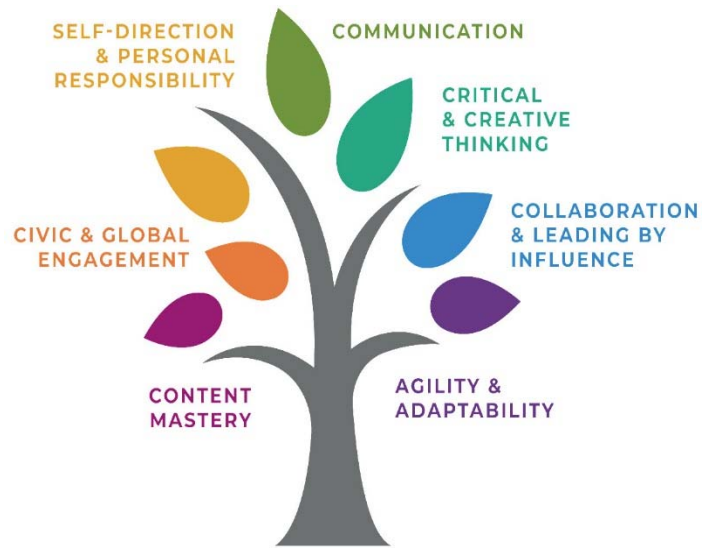 SELF-DIRECTION
& PERSONAL
RESPONSIBILITY
COMMUNICATION
CRITICAL
& CREATIVE
THINKING
COLLABORATION
& LEADING BY
INFLUENCE
CIVIC & GLOBAL
ENGAGEMENT
CONTENT
MASTERY
AGILITY &
ADAPTABILITY